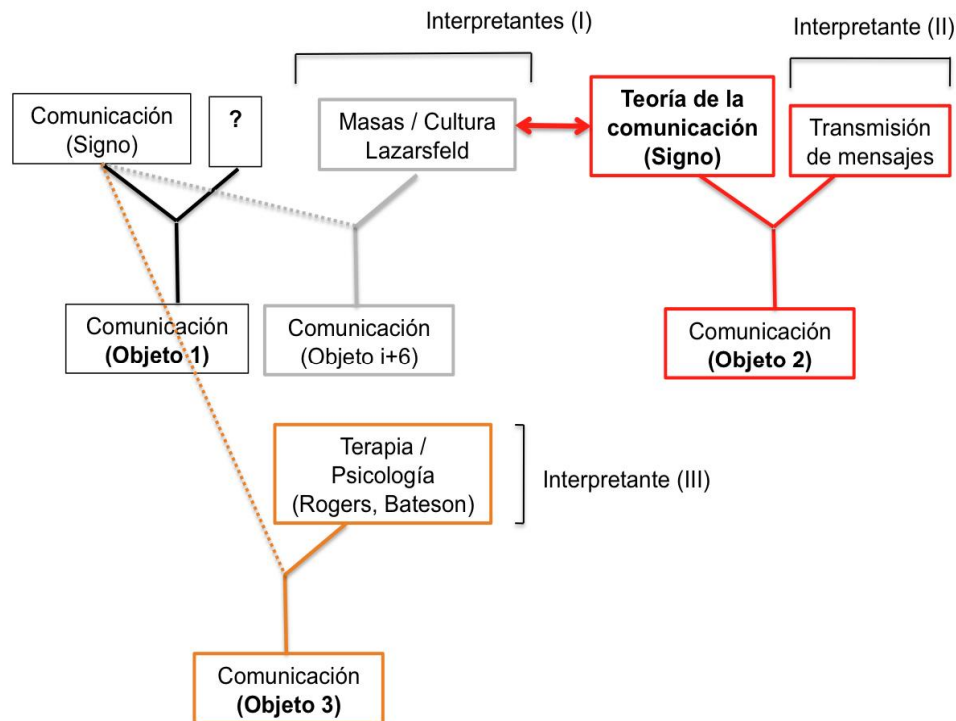 Interpretantes (I)
Interpretante (II)
Comunicación
(Signo)
?
Masas / Cultura
Lazarsfeld
Teoría de la
comunicación
(Signo)
Transmisión
de mensajes
Comunicación
(Objeto 1)
Comunicación
(Objeto i+6)
Comunicación
(Objeto 2)
Terapia /
Psicología
(Rogers, Bateson)
Interpretante (III)
Comunicación
(Objeto 3)